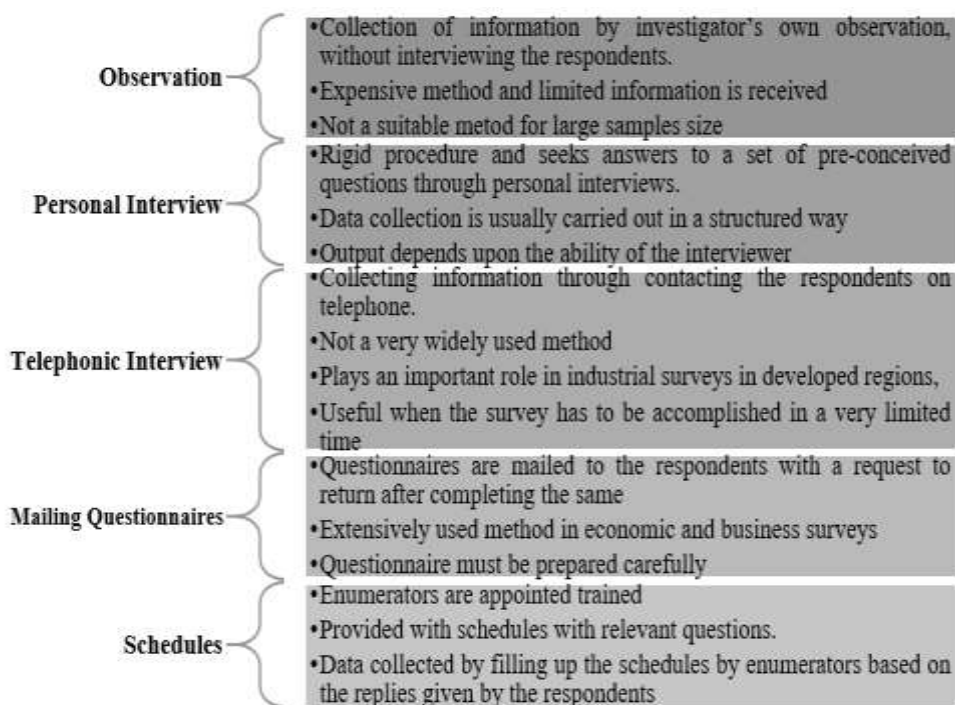 Observation
•Collection of information by investigator's own observation,
without interviewing the respondents.
•Expensive method and limited information is received
•Not a suitable metod for large samples size
Personal Interview
•Rigid procedure and seeks answers to a set of pre-conceived
questions through personal interviews.
•Data collection is usually carried out in a structured way
•Output depends upon the ability of the interviewer
Telephonic Interview
•Collecting information through contacting the respondents on
telephone.
•Not a very widely used method
•Plays an important role in industrial surveys in developed regions,
•Useful when the survey has to be accomplished in a very limited
time
Mailing Questionnaires
•Questionnaires are mailed to the respondents with a request to
return after completing the same
•Extensively used method in economic and business surveys
•Questionnaire must be prepared carefully
Schedules
•Enumerators are appointed trained
•Provided with schedules with relevant questions.
•Data collected by filling up the schedules by enumerators based on
the replies given by the respondents